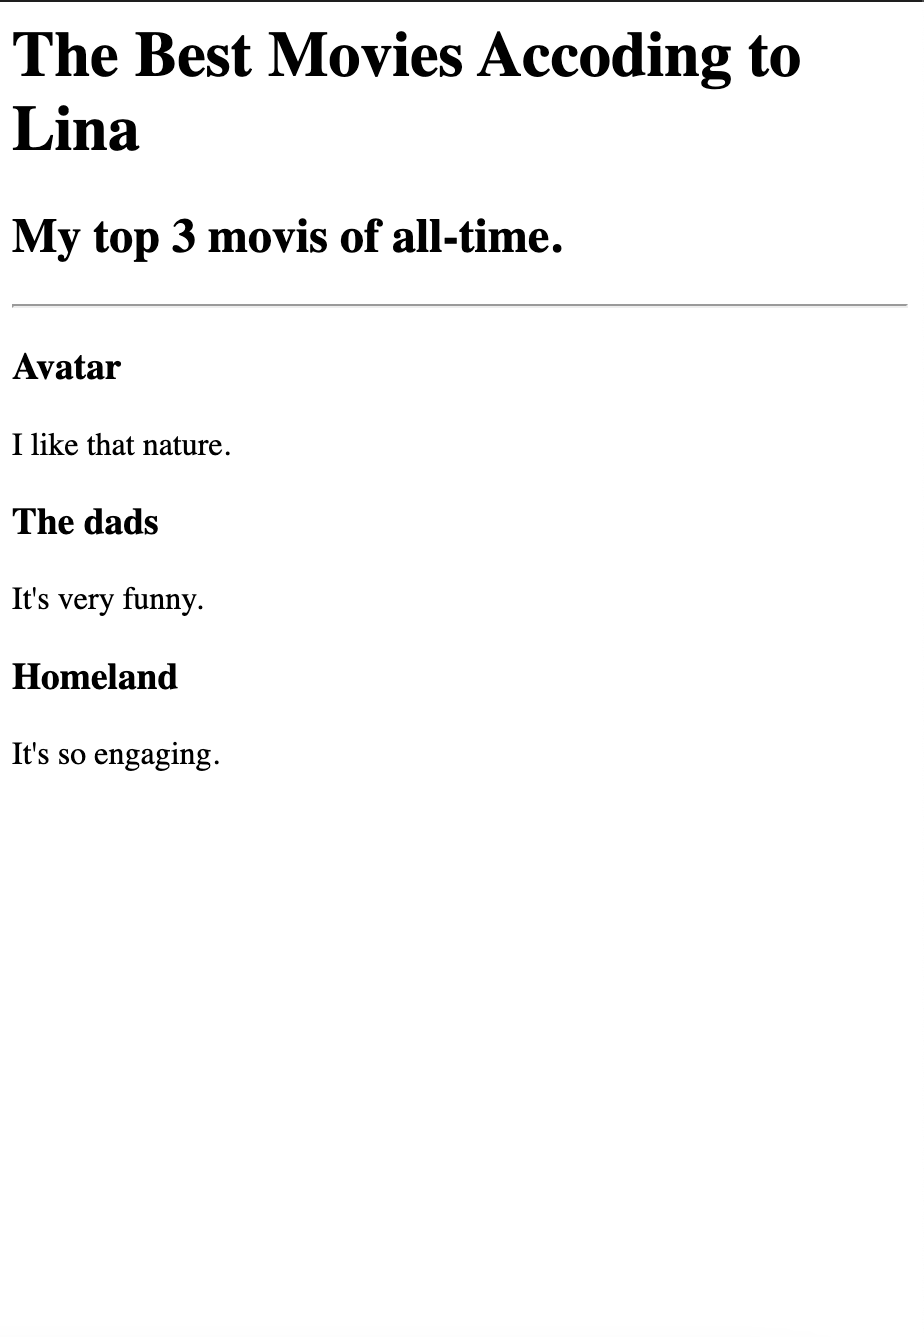 The Best Movies Accoding to
Lina
My top 3 movis of all-time.
Avatar
I like that nature.
The dads
It's very funny.
Homeland
It's so engaging.